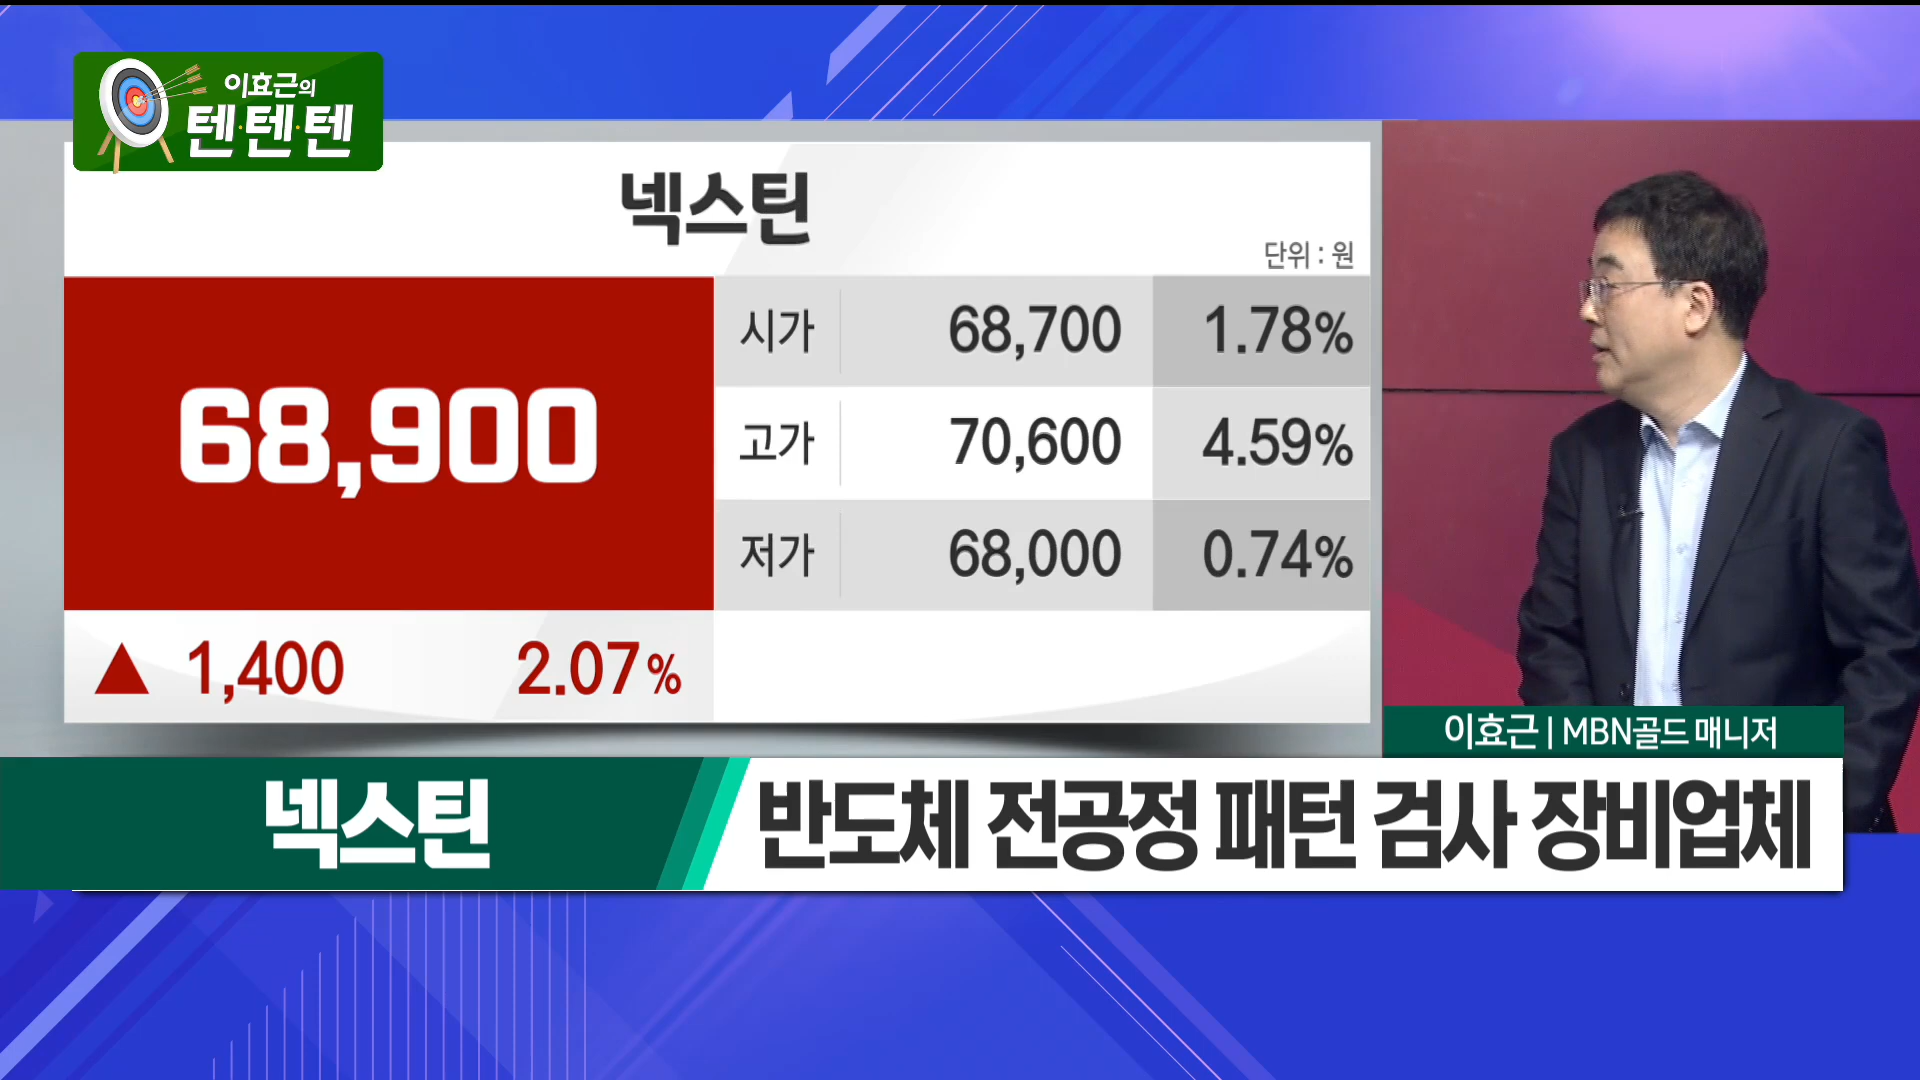 이효근의
텐·텐·텐
넥스틴
단위 : 원
68,900
시가 68,700 1.78%
고가 70,600 4.59%
저가 68,000 0.74%
▲ 1,400 2.07%
이효근 | MBN골드 매니저
넥스틴
반도체 전공정 패턴 검사 장비업체